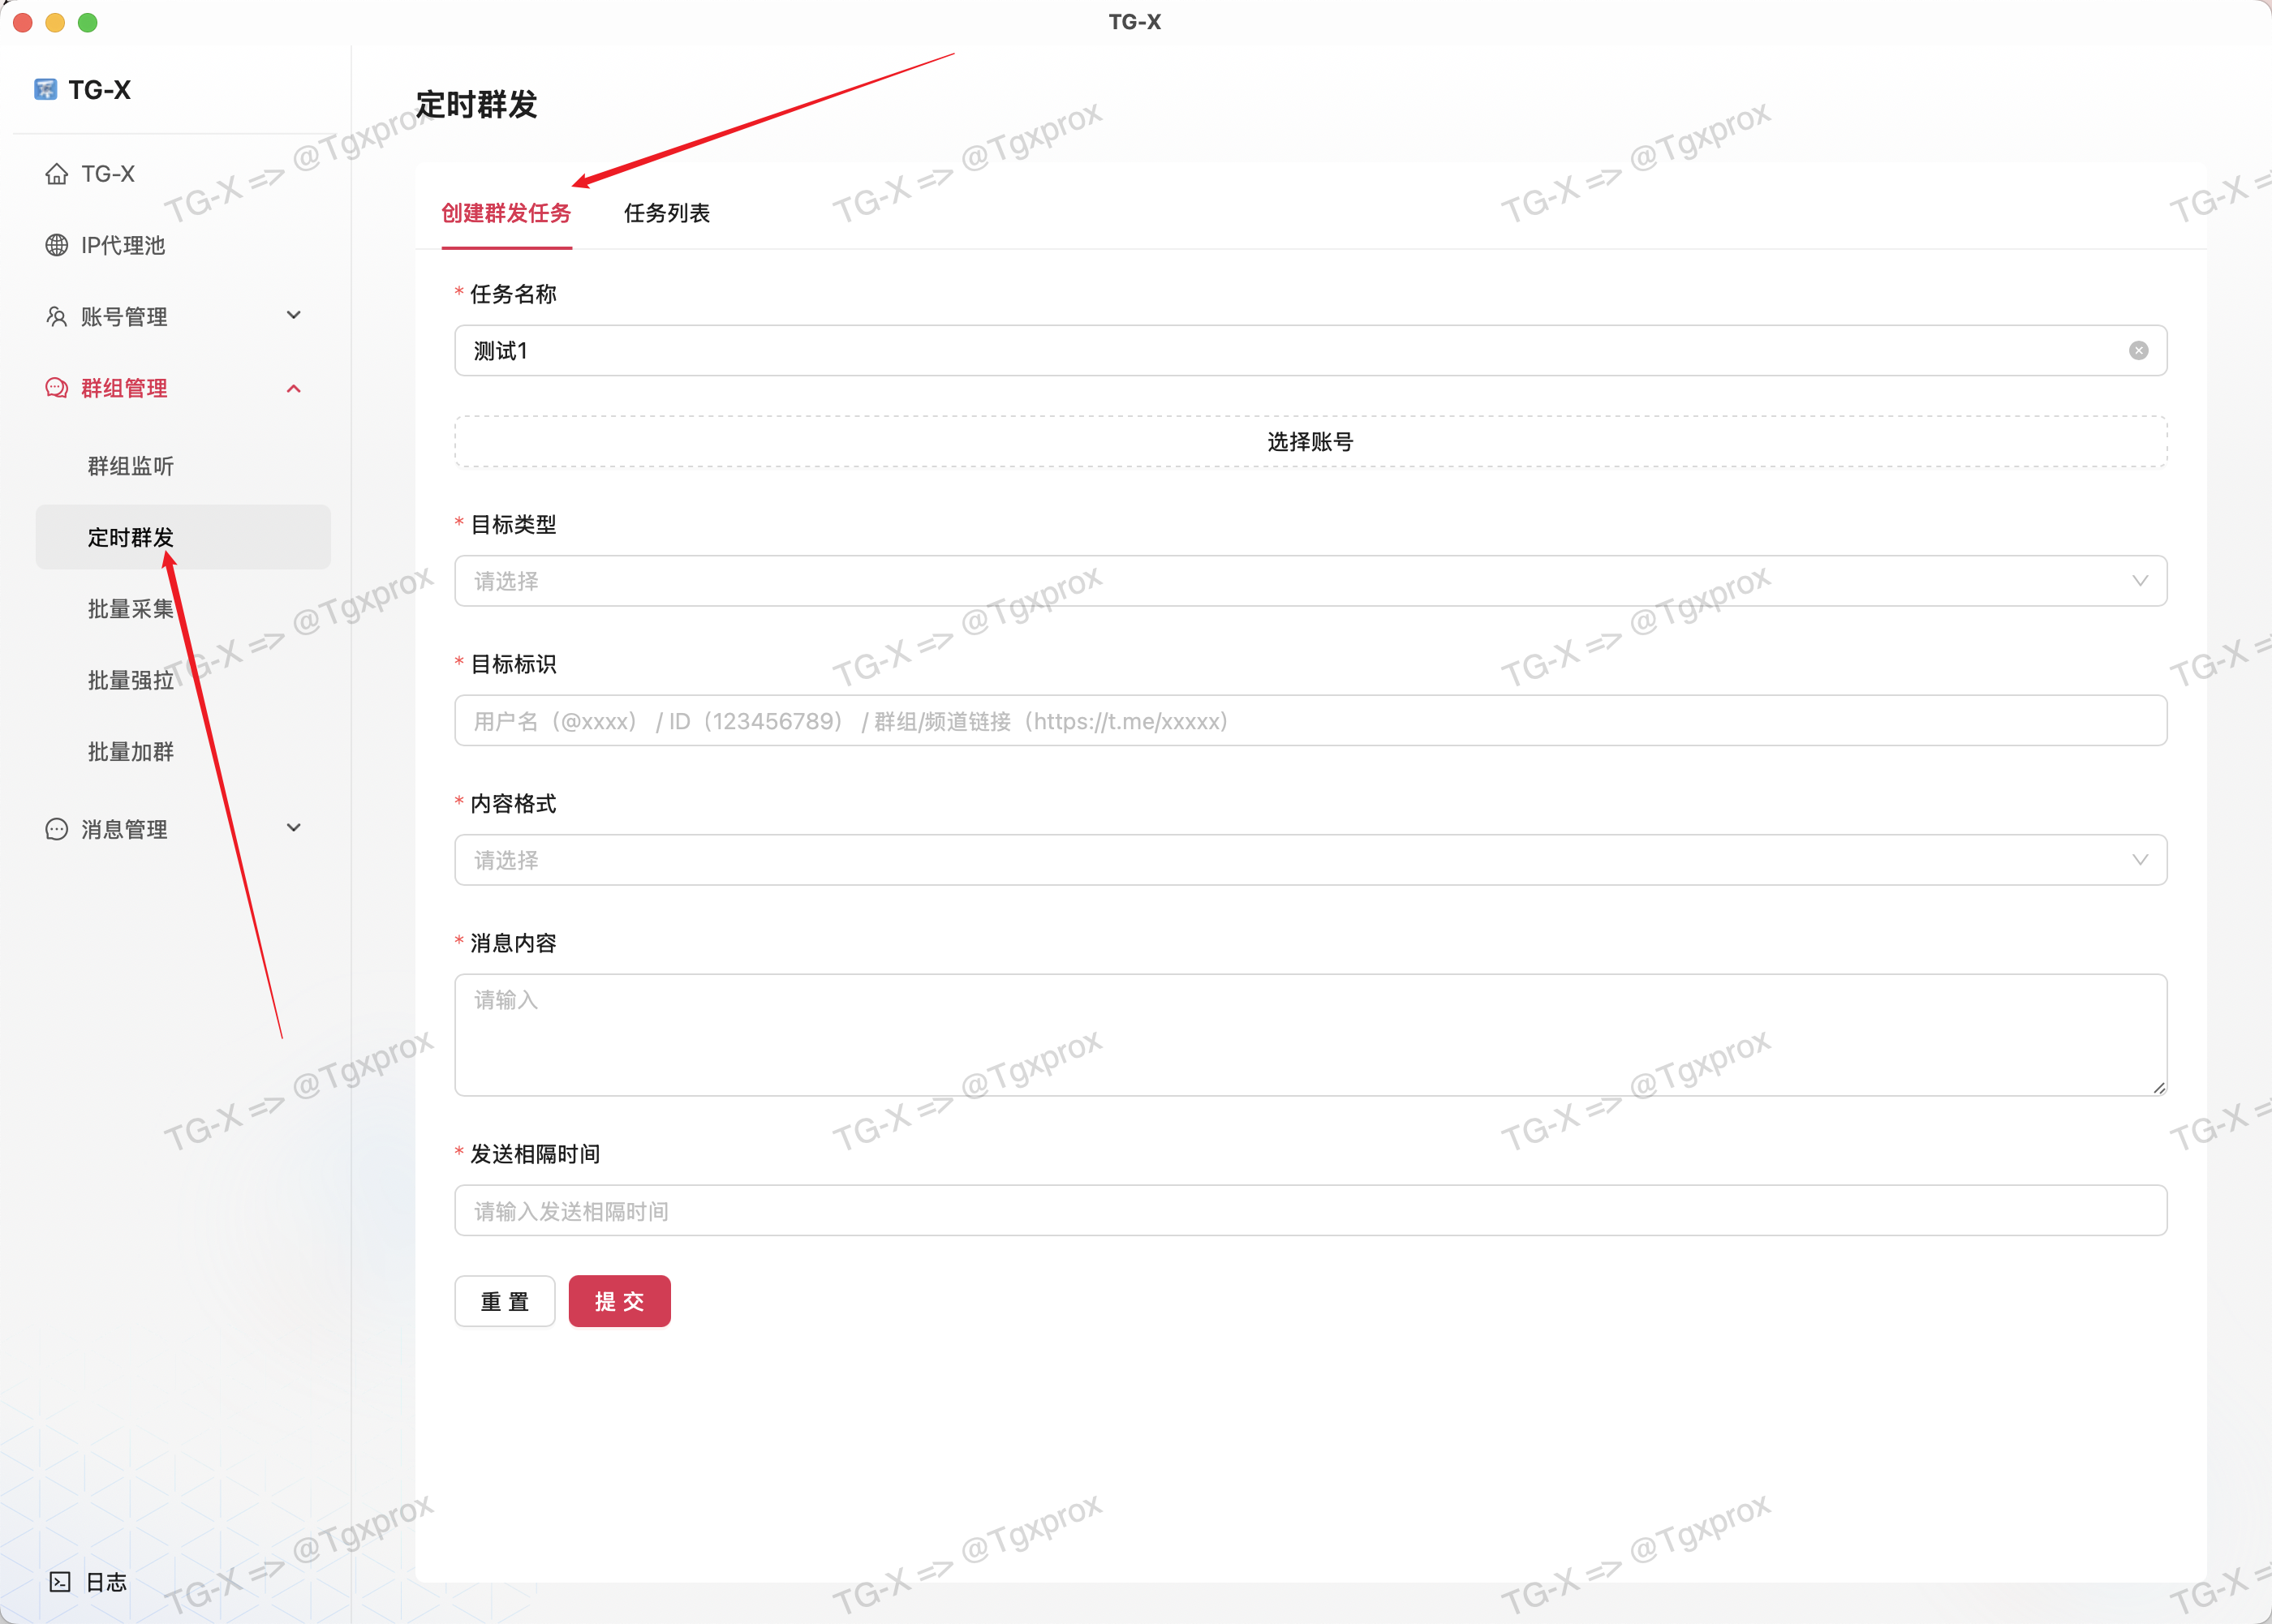 TG-X
TG-X
TG-X
IP代理池
账号管理
群组管理
群组监听
定时群发
批量采集
批量强拉
批量加群
消息管理
日志
定时群发
创建群发任务 任务列表
* 任务名称
测试1
选择账号
* 目标类型
请选择
* 目标标识
用户名（@xxxx） / ID（123456789） / 群组/频道链接（https://t.me/xxxxx）
* 内容格式
请选择
* 消息内容
请输入
* 发送相隔时间
请输入发送相隔时间
重 置 提 交
TG-X => @Tgxprox
TG-X => @Tgxprox
TG-X => @Tgxprox
TG-X =>
TG-X => @Tgxprox
TG-X => @Tgxprox
TG-X => @Tgxprox
TG-X =>
TG-X => @Tgxprox
TG-X => @Tgxprox
TG-X => @Tgxprox
TG-X =>
TG-X => @Tgxprox
TG-X => @Tgxprox
TG-X => @Tgxprox
TG-X =>